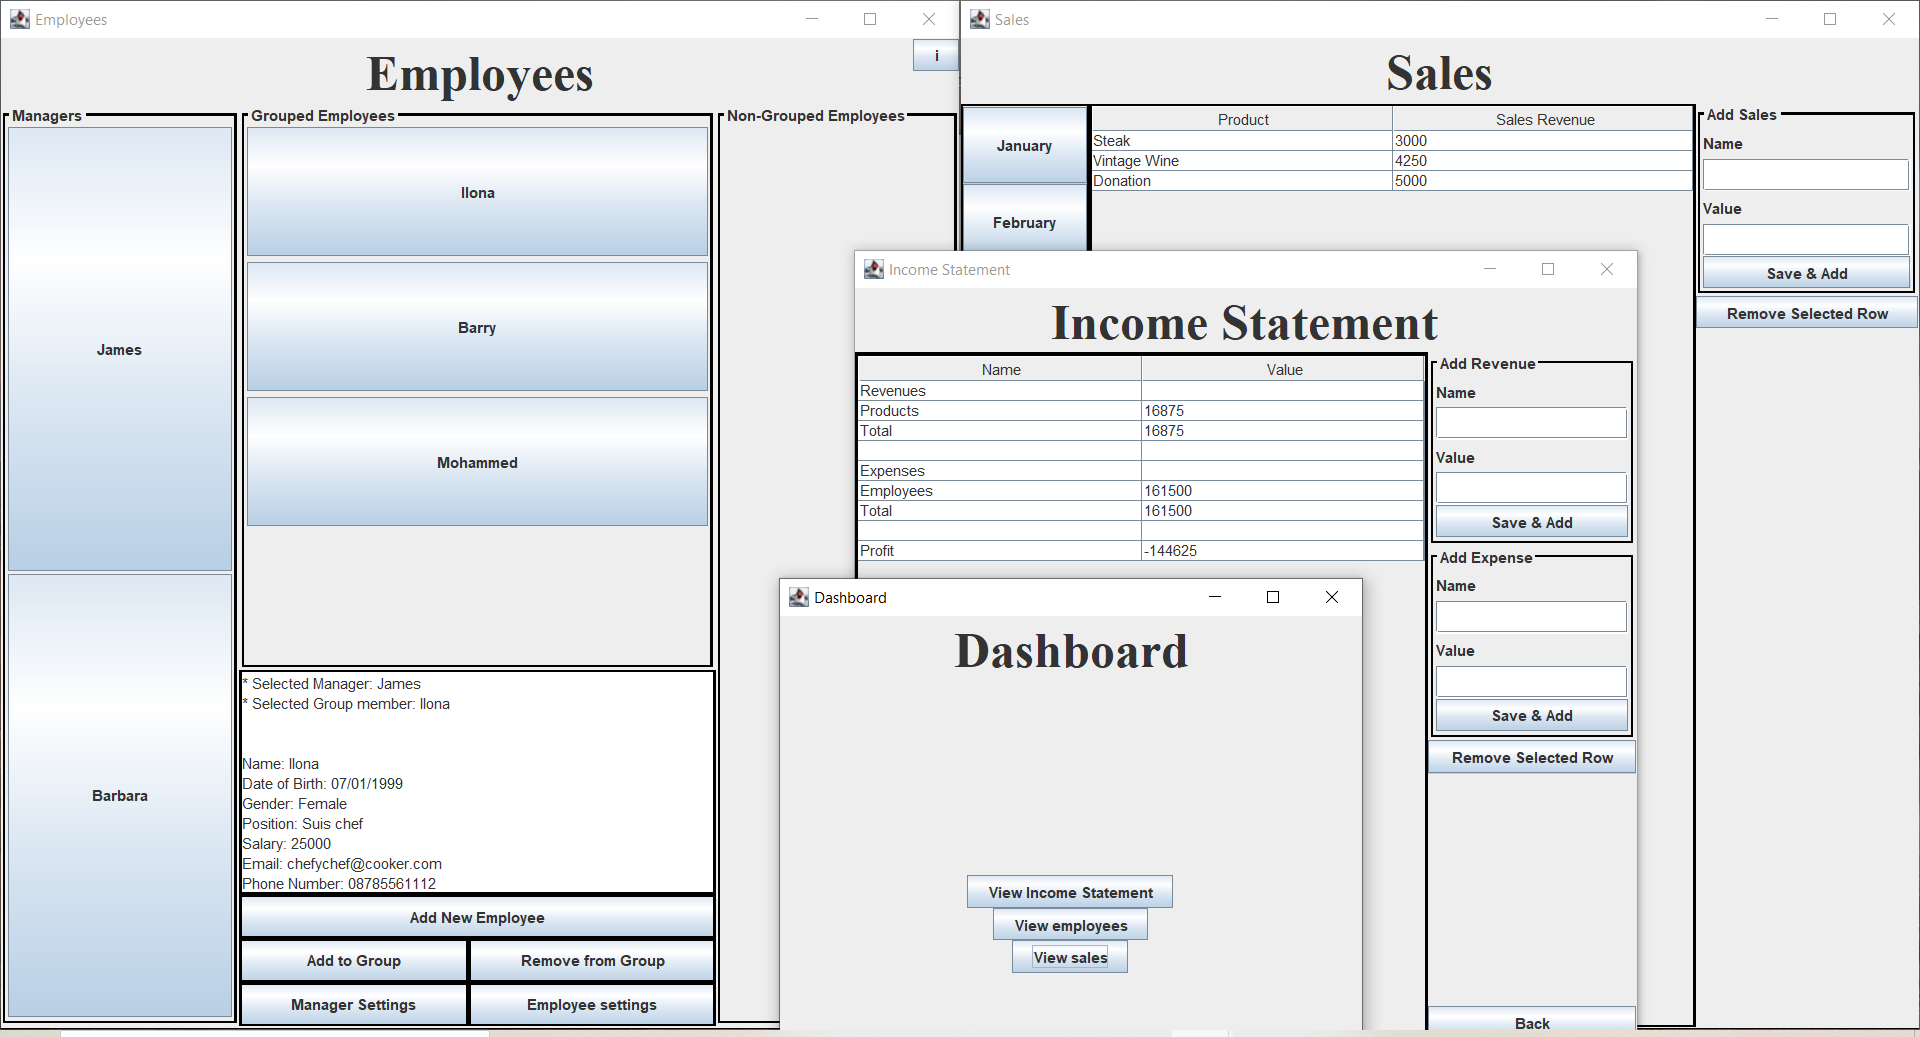 Employees
Employees
i
Managers
James
Barbara
Grouped Employees
Ilona
Barry
Mohammed
Non-Grouped Employees
* Selected Manager: James
* Selected Group member: Ilona
Name: Ilona
Date of Birth: 07/01/1999
Gender: Female
Position: Suis chef
Salary: 25000
Email: chefychef@cooker.com
Phone Number: 08785561112
Add New Employee
Add to Group Remove from Group
Manager Settings Employee settings
Sales
Sales
January
February
Product Sales Revenue
Steak 3000
Vintage Wine 4250
Donation 5000
Add Sales
Name
Value
Save & Add
Remove Selected Row
Income Statement
Income Statement
Name Value
Revenues
Products 16875
Total 16875
Expenses
Employees 161500
Total 161500
Profit -144625
Add Revenue
Name
Value
Save & Add
Add Expense
Name
Value
Save & Add
Remove Selected Row
Back
Dashboard
Dashboard
View Income Statement
View employees
View sales